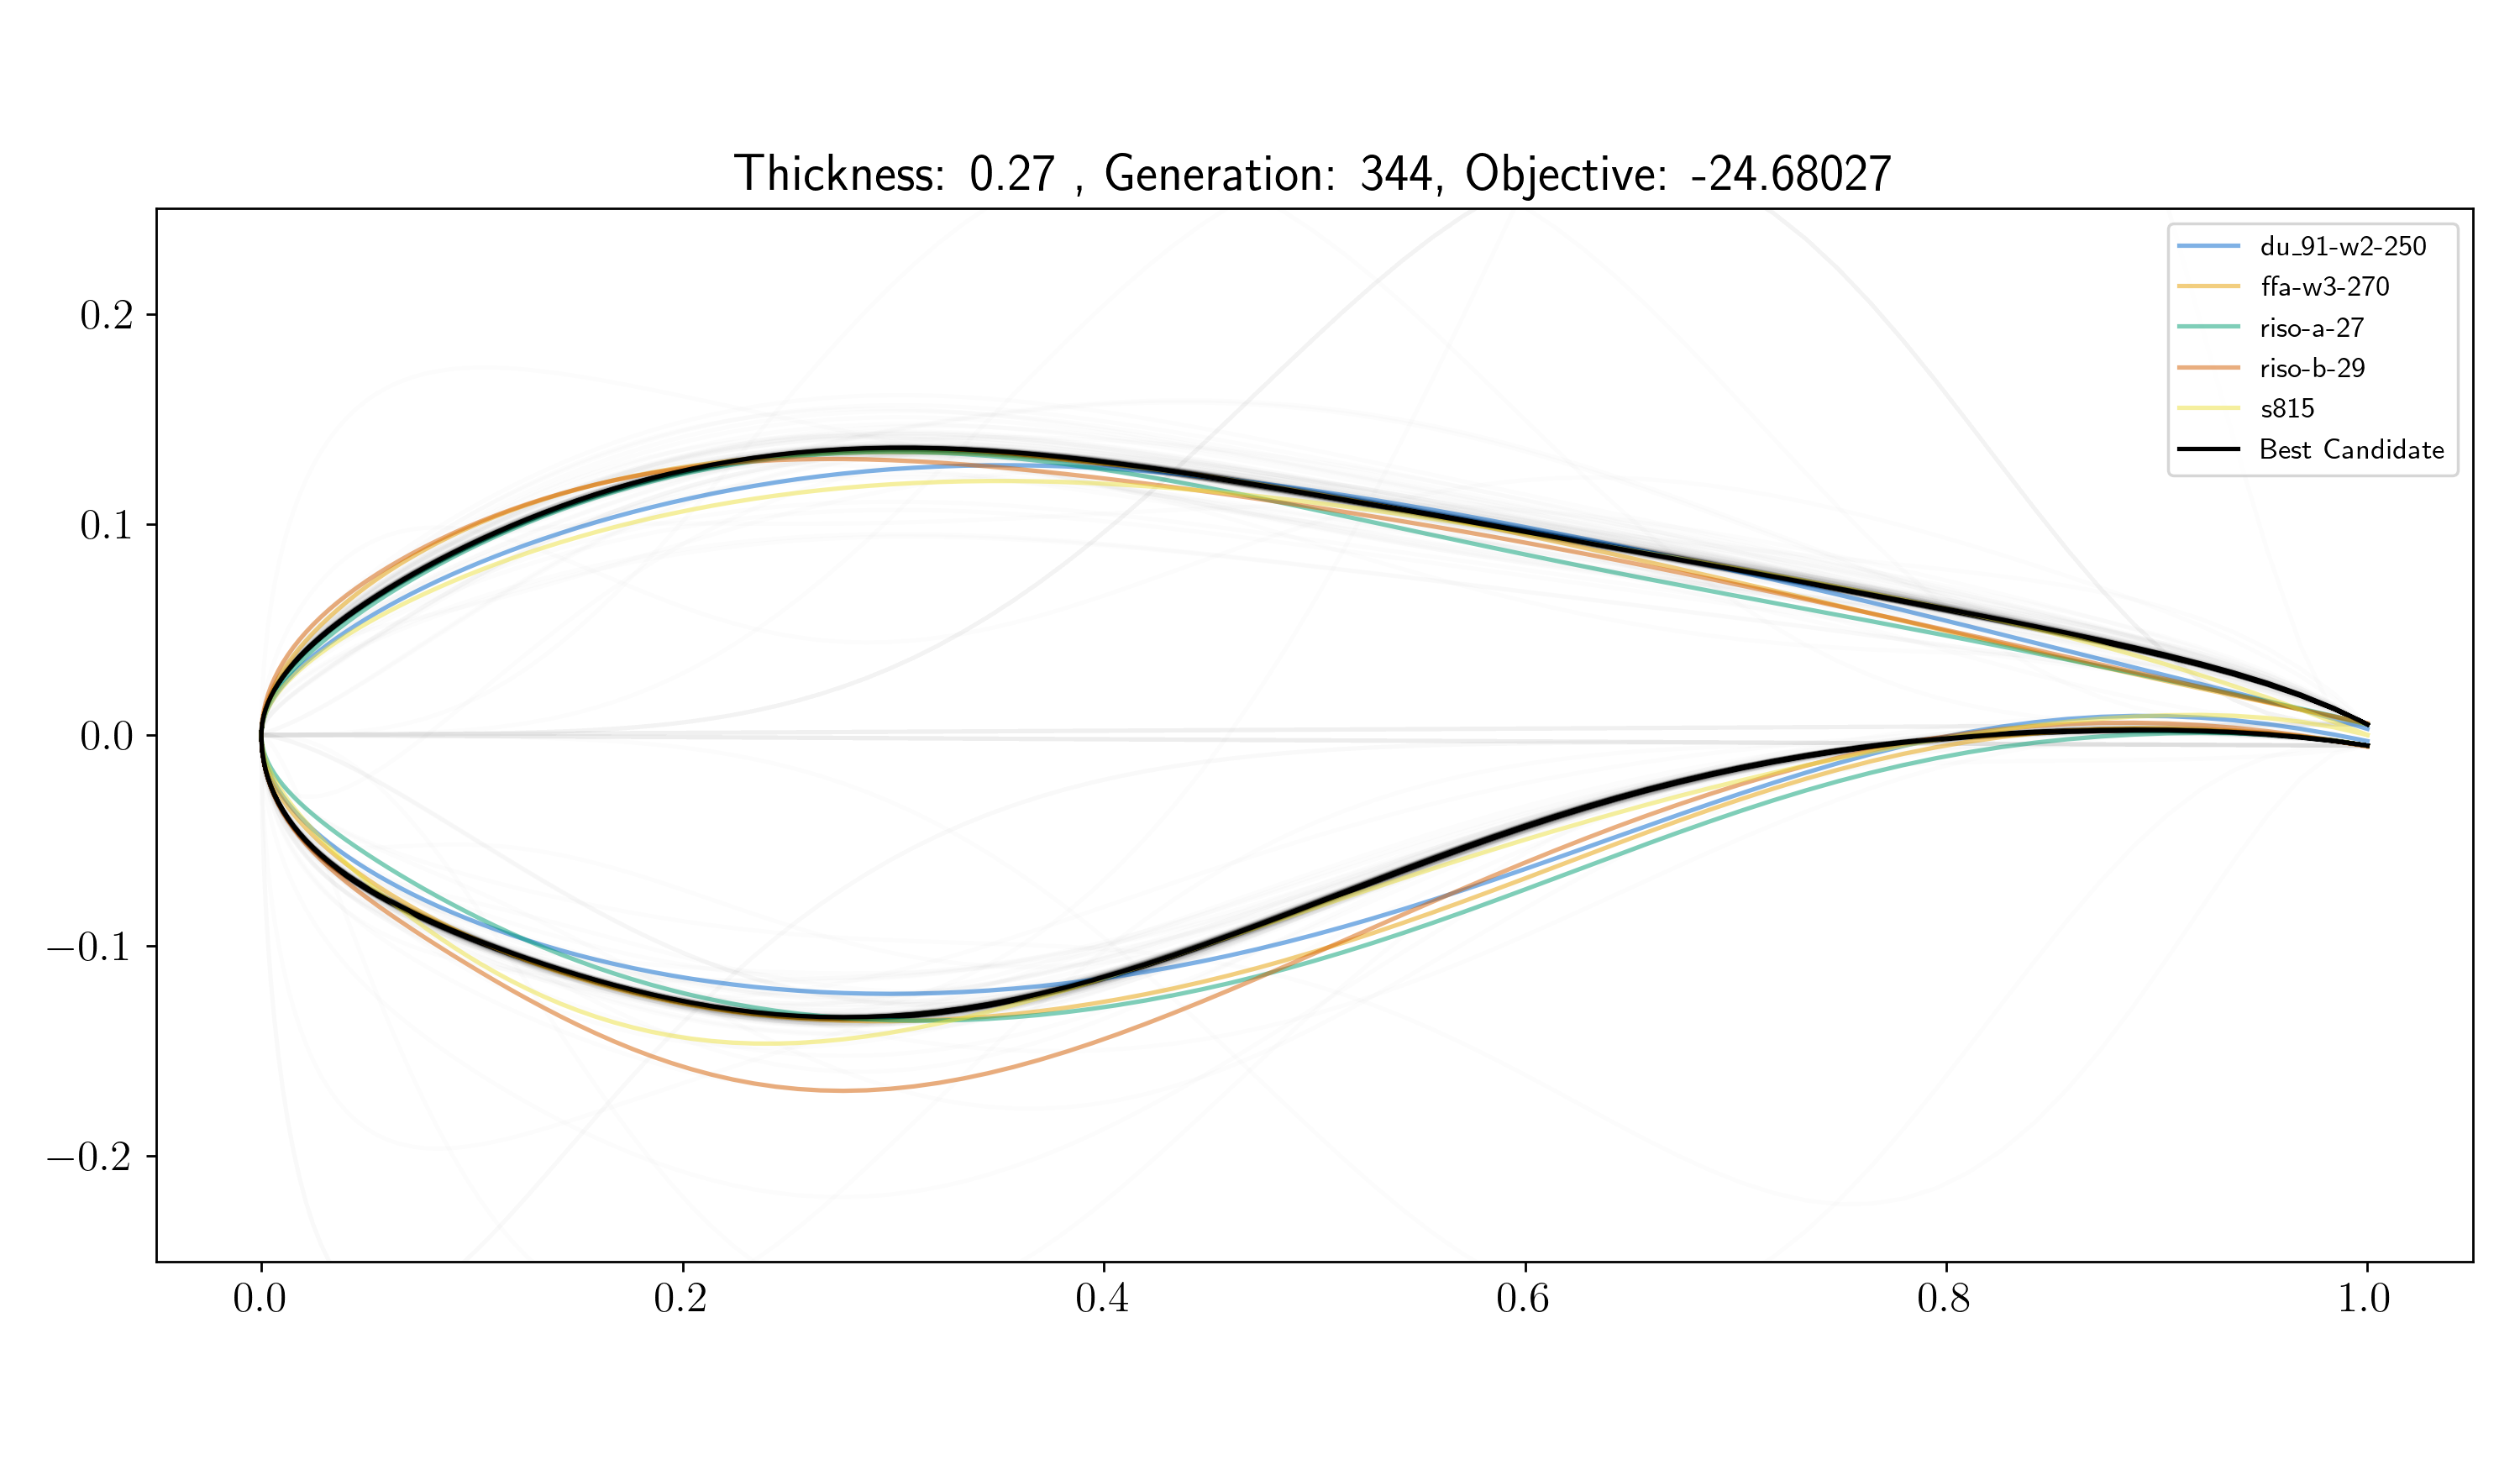 Thickness: 0.27 , Generation: 344, Objective: -24.68027
du_91-w2-250
ffa-w3-270
riso-a-27
riso-b-29
s815
Best Candidate
0.2
0.1
0.0
−0.1
−0.2
0.0 0.2 0.4 0.6 0.8 1.0